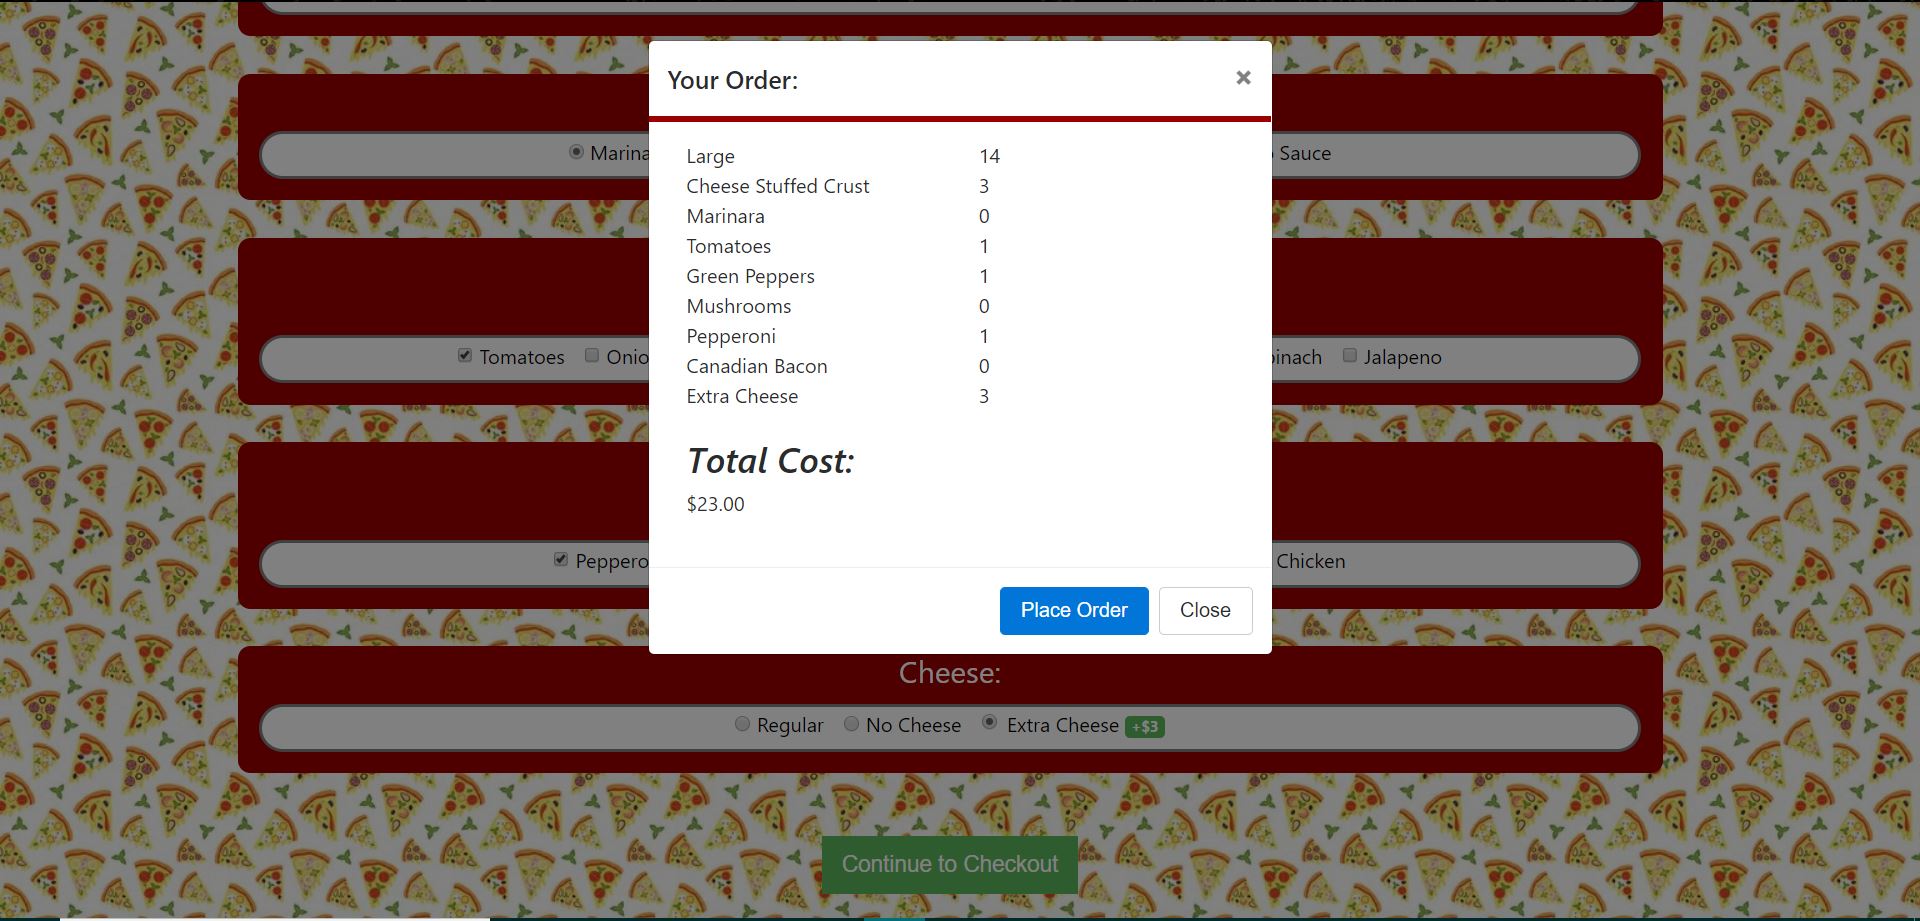 Your Order: ×
Large 14
Cheese Stuffed Crust 3
Marinara 0
Tomatoes 1
Green Peppers 1
Mushrooms 0
Pepperoni 1
Canadian Bacon 0
Extra Cheese 3
Total Cost:
$23.00
Place Order Close
Marina Sauce
Tomatoes Onio pinach Jalapeno
Peppero Chicken
Cheese:
Regular No Cheese Extra Cheese +$3
Continue to Checkout